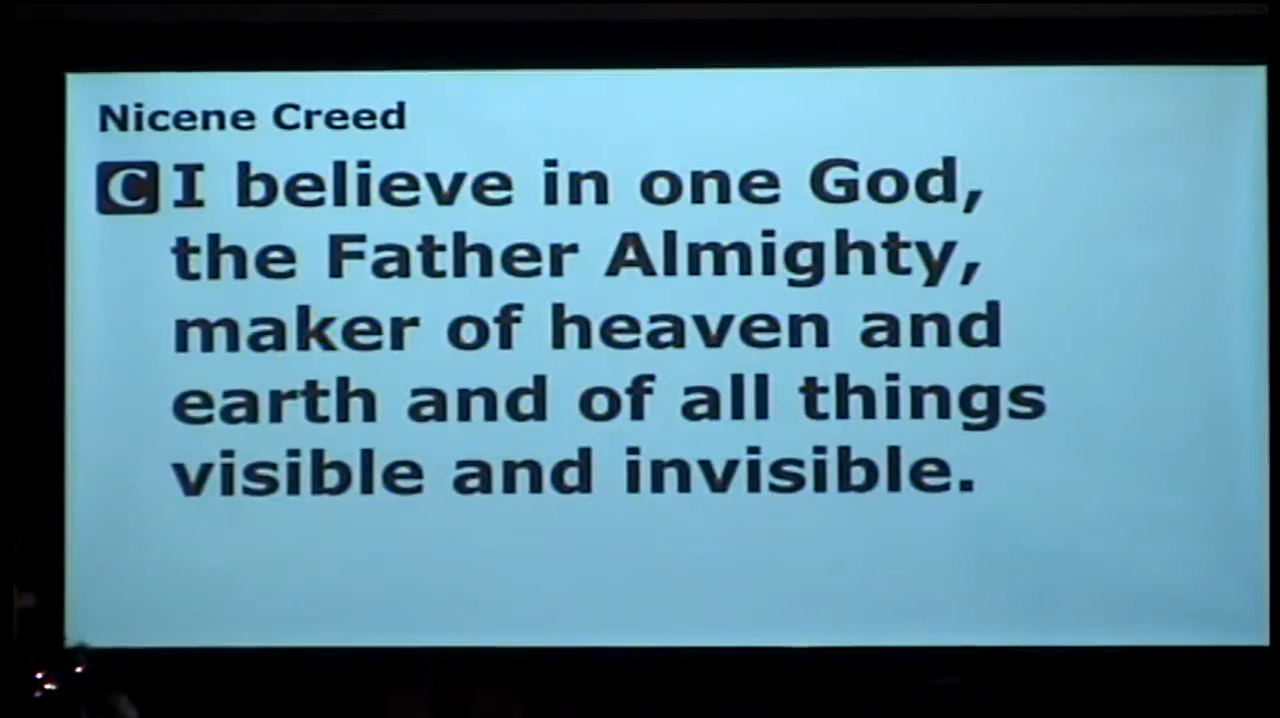 Nicene Creed
C I believe in one God,
the Father Almighty,
maker of heaven and
earth and of all things
visible and invisible.